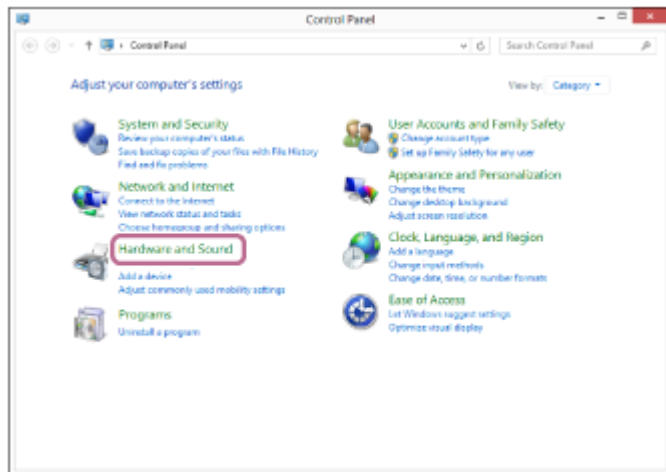 Control Panel
Control Panel
Search Control Panel
Adjust your computer's settings
View by: Category
System and Security
Review your computer's status
Save backup copies of your files with File History
Find and fix problems
Network and Internet
Connect to the Internet
View network status and tasks
Choose homegroup and sharing options
Hardware and Sound
Add a device
Adjust commonly used mobility settings
Programs
Uninstall a program
User Accounts and Family Safety
Change account type
Set up Family Safety for any user
Appearance and Personalization
Change the theme
Change desktop background
Adjust screen resolution
Clock, Language, and Region
Add a language
Change input methods
Change date, time, or number formats
Ease of Access
Let Windows suggest settings
Optimize visual display